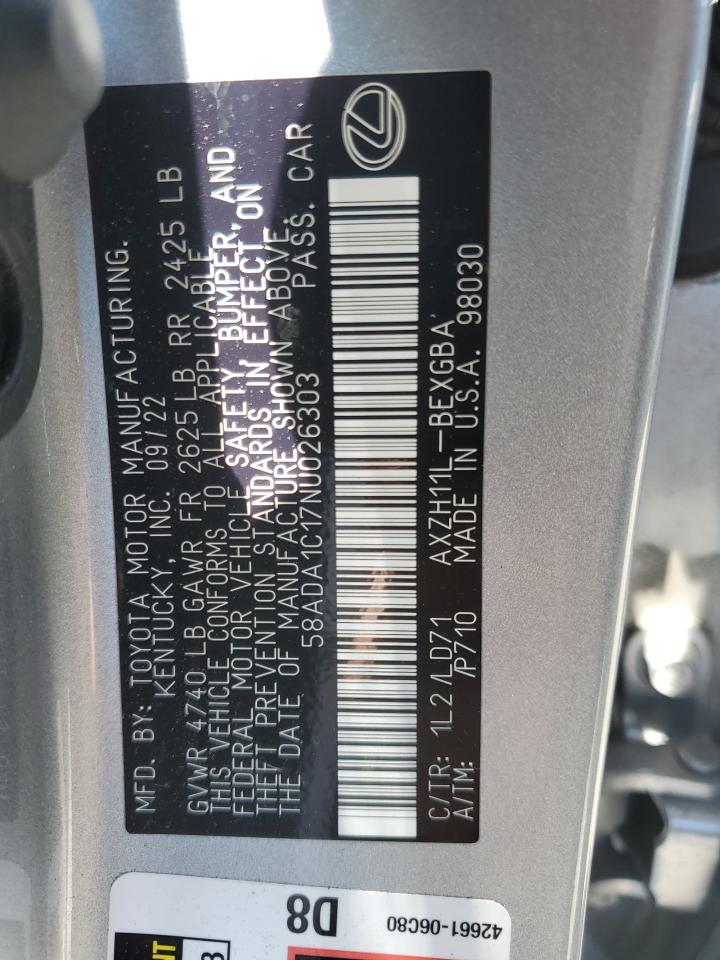 MFD. BY: TOYOTA MOTOR MANUFACTURING.
KENTUCKY, INC. 09/22
GVWR 4740 LB GAWR FR 2625 LB RR 2425 LB
THIS VEHICLE CONFORMS TO ALL APPLICABLE
FEDERAL MOTOR VEHICLE SAFETY, BUMPER, AND
THEFT PREVENTION STANDARDS IN EFFECT ON
THE DATE OF MANUFACTURE SHOWN ABOVE.
58ADA1C17NU026303 PASS. CAR
C/TR: 1L2 /LD71 AXZH11L-BEXGBA
A/TM: /P710 MADE IN U.S.A. 98030
D8
42661-06C80